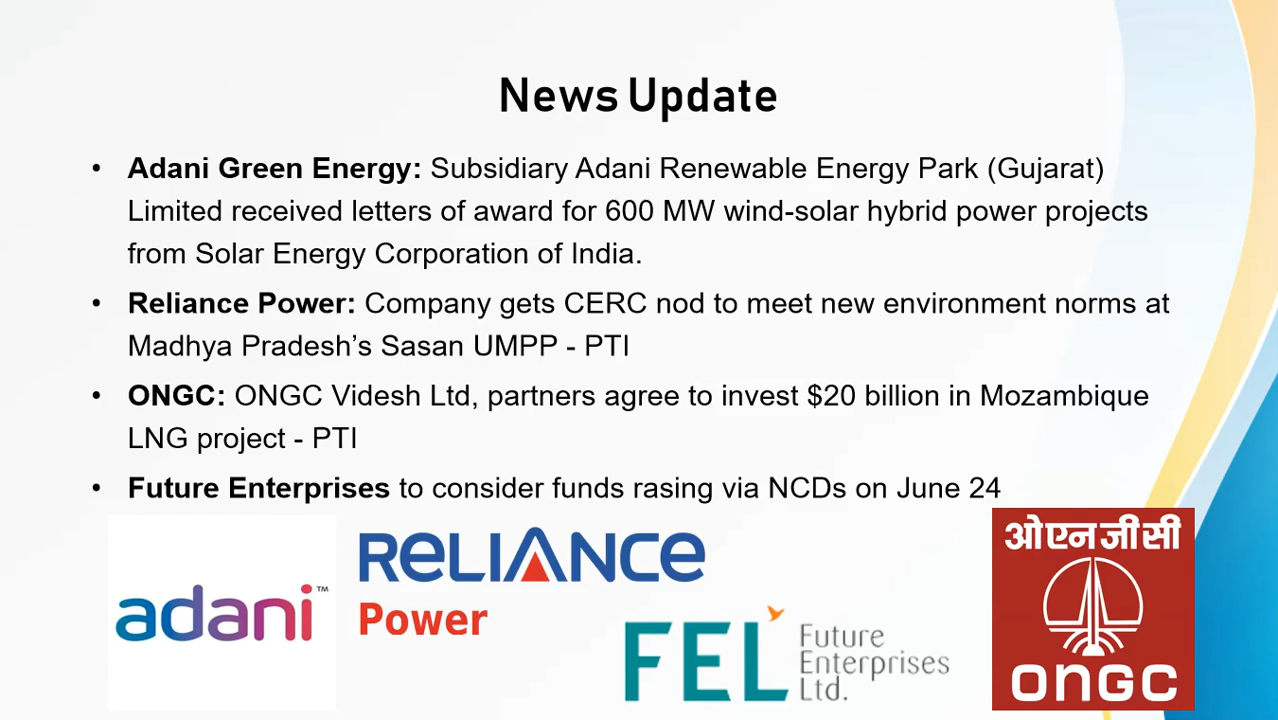 News Update
• Adani Green Energy: Subsidiary Adani Renewable Energy Park (Gujarat)
Limited received letters of award for 600 MW wind-solar hybrid power projects
from Solar Energy Corporation of India.
• Reliance Power: Company gets CERC nod to meet new environment norms at
Madhya Pradesh’s Sasan UMPP - PTI
• ONGC: ONGC Videsh Ltd, partners agree to invest $20 billion in Mozambique
LNG project - PTI
• Future Enterprises to consider funds rasing via NCDs on June 24
adani™
RELIANCE
Power
FEL
Future
Enterprises
Ltd.
ओएनजीसी
ONGC